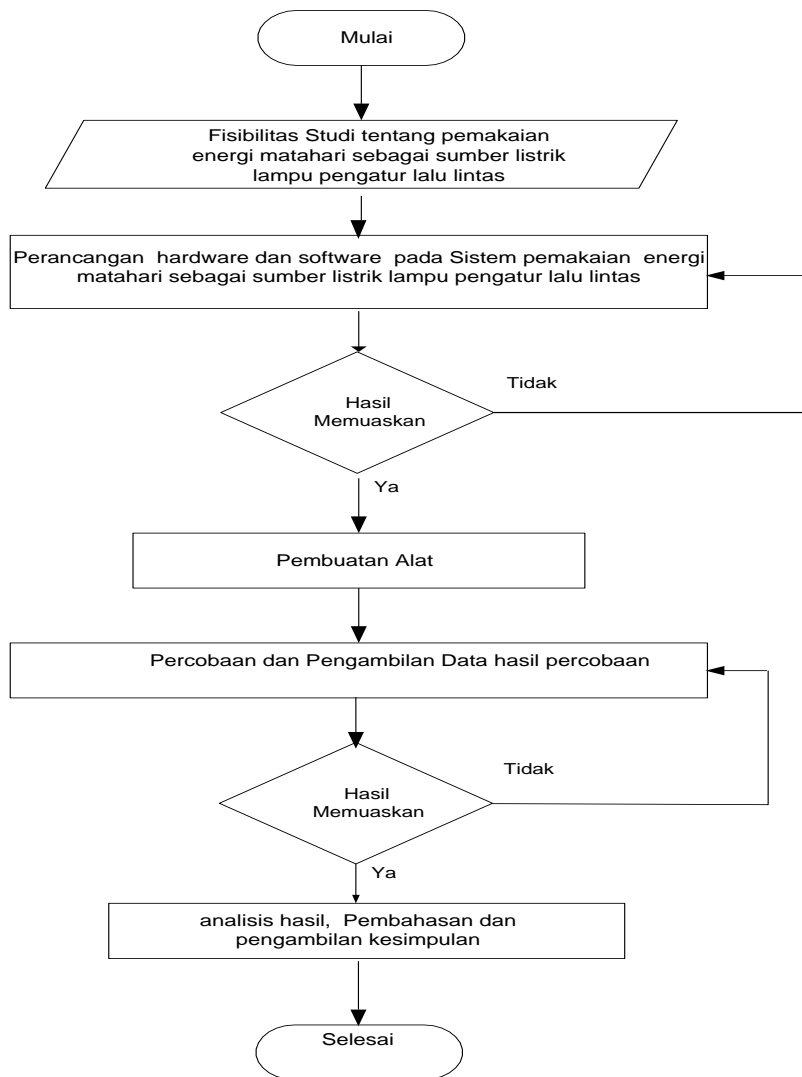 Mulai
Fisibilitas Studi tentang pemakaian
energi matahari sebagai sumber listrik
lampu pengatur lalu lintas
Perancangan hardware dan software pada Sistem pemakaian energi
matahari sebagai sumber listrik lampu pengatur lalu lintas
Hasil
Memuaskan
Tidak
Ya
Pembuatan Alat
Percobaan dan Pengambilan Data hasil percobaan
Hasil
Memuaskan
Tidak
Ya
analisis hasil, Pembahasan dan
pengambilan kesimpulan
Selesai